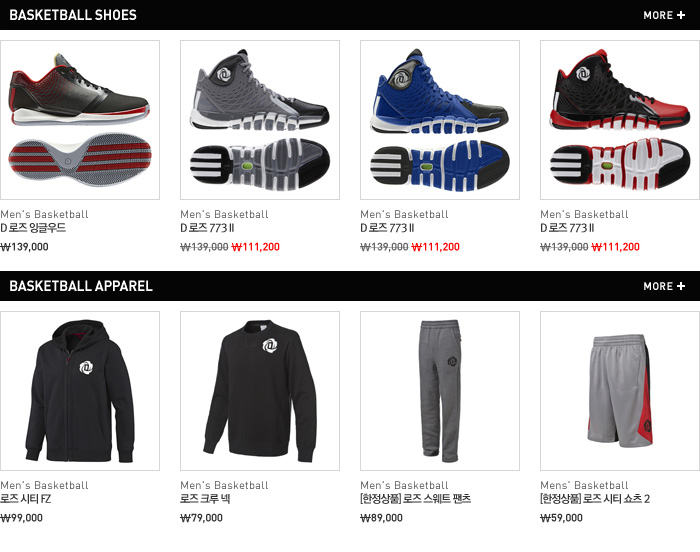 BASKETBALL SHOES
MORE +
Men's Basketball
D 로즈 잉글우드
₩139,000
Men's Basketball
D 로즈 773 II
₩139,000 ₩111,200
Men's Basketball
D 로즈 773 II
₩139,000 ₩111,200
Men's Basketball
D 로즈 773 II
₩139,000 ₩111,200
BASKETBALL APPAREL
MORE +
Men's Basketball
로즈 시티 FZ
₩99,000
Men's Basketball
로즈 크루 넥
₩79,000
Men's Basketball
[한정상품] 로즈 스웨트 팬츠
₩89,000
Mens' Basketball
[한정상품] 로즈 시티 쇼츠 2
₩59,000